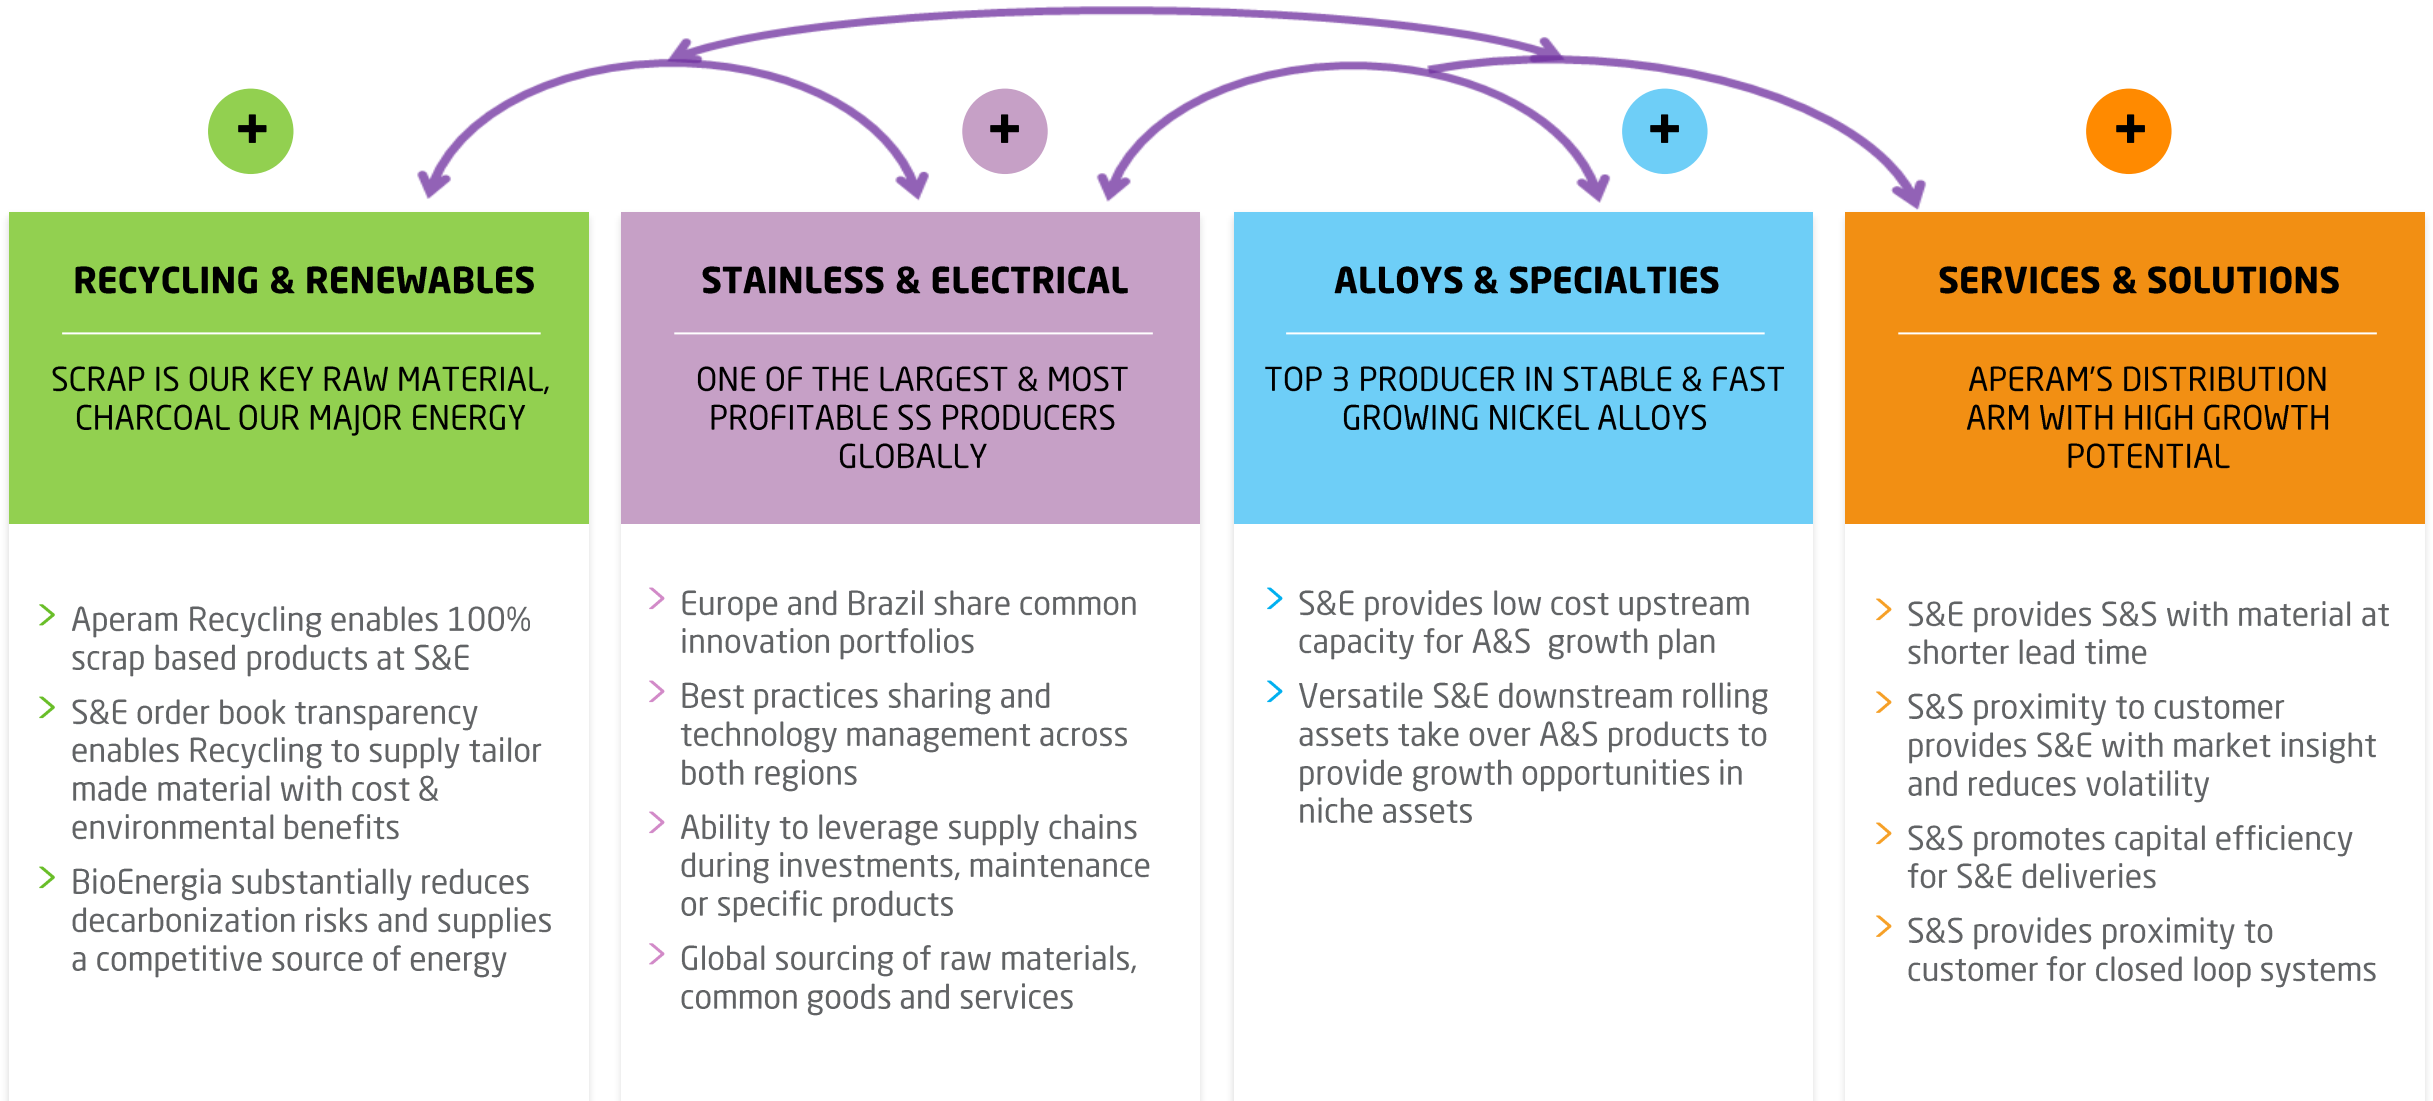 +
+
+
+
RECYCLING & RENEWABLES
SCRAP IS OUR KEY RAW MATERIAL,
CHARCOAL OUR MAJOR ENERGY
> Aperam Recycling enables 100%
scrap based products at S&E
> S&E order book transparency
enables Recycling to supply tailor
made material with cost &
environmental benefits
> BioEnergia substantially reduces
decarbonization risks and supplies
a competitive source of energy
STAINLESS & ELECTRICAL
ONE OF THE LARGEST & MOST
PROFITABLE SS PRODUCERS
GLOBALLY
> Europe and Brazil share common
innovation portfolios
> Best practices sharing and
technology management across
both regions
> Ability to leverage supply chains
during investments, maintenance
or specific products
> Global sourcing of raw materials,
common goods and services
ALLOYS & SPECIALTIES
TOP 3 PRODUCER IN STABLE & FAST
GROWING NICKEL ALLOYS
> S&E provides low cost upstream
capacity for A&S growth plan
> Versatile S&E downstream rolling
assets take over A&S products to
provide growth opportunities in
niche assets
SERVICES & SOLUTIONS
APERAM'S DISTRIBUTION
ARM WITH HIGH GROWTH
POTENTIAL
> S&E provides S&S with material at
shorter lead time
> S&S proximity to customer
provides S&E with market insight
and reduces volatility
> S&S promotes capital efficiency
for S&E deliveries
> S&S provides proximity to
customer for closed loop systems